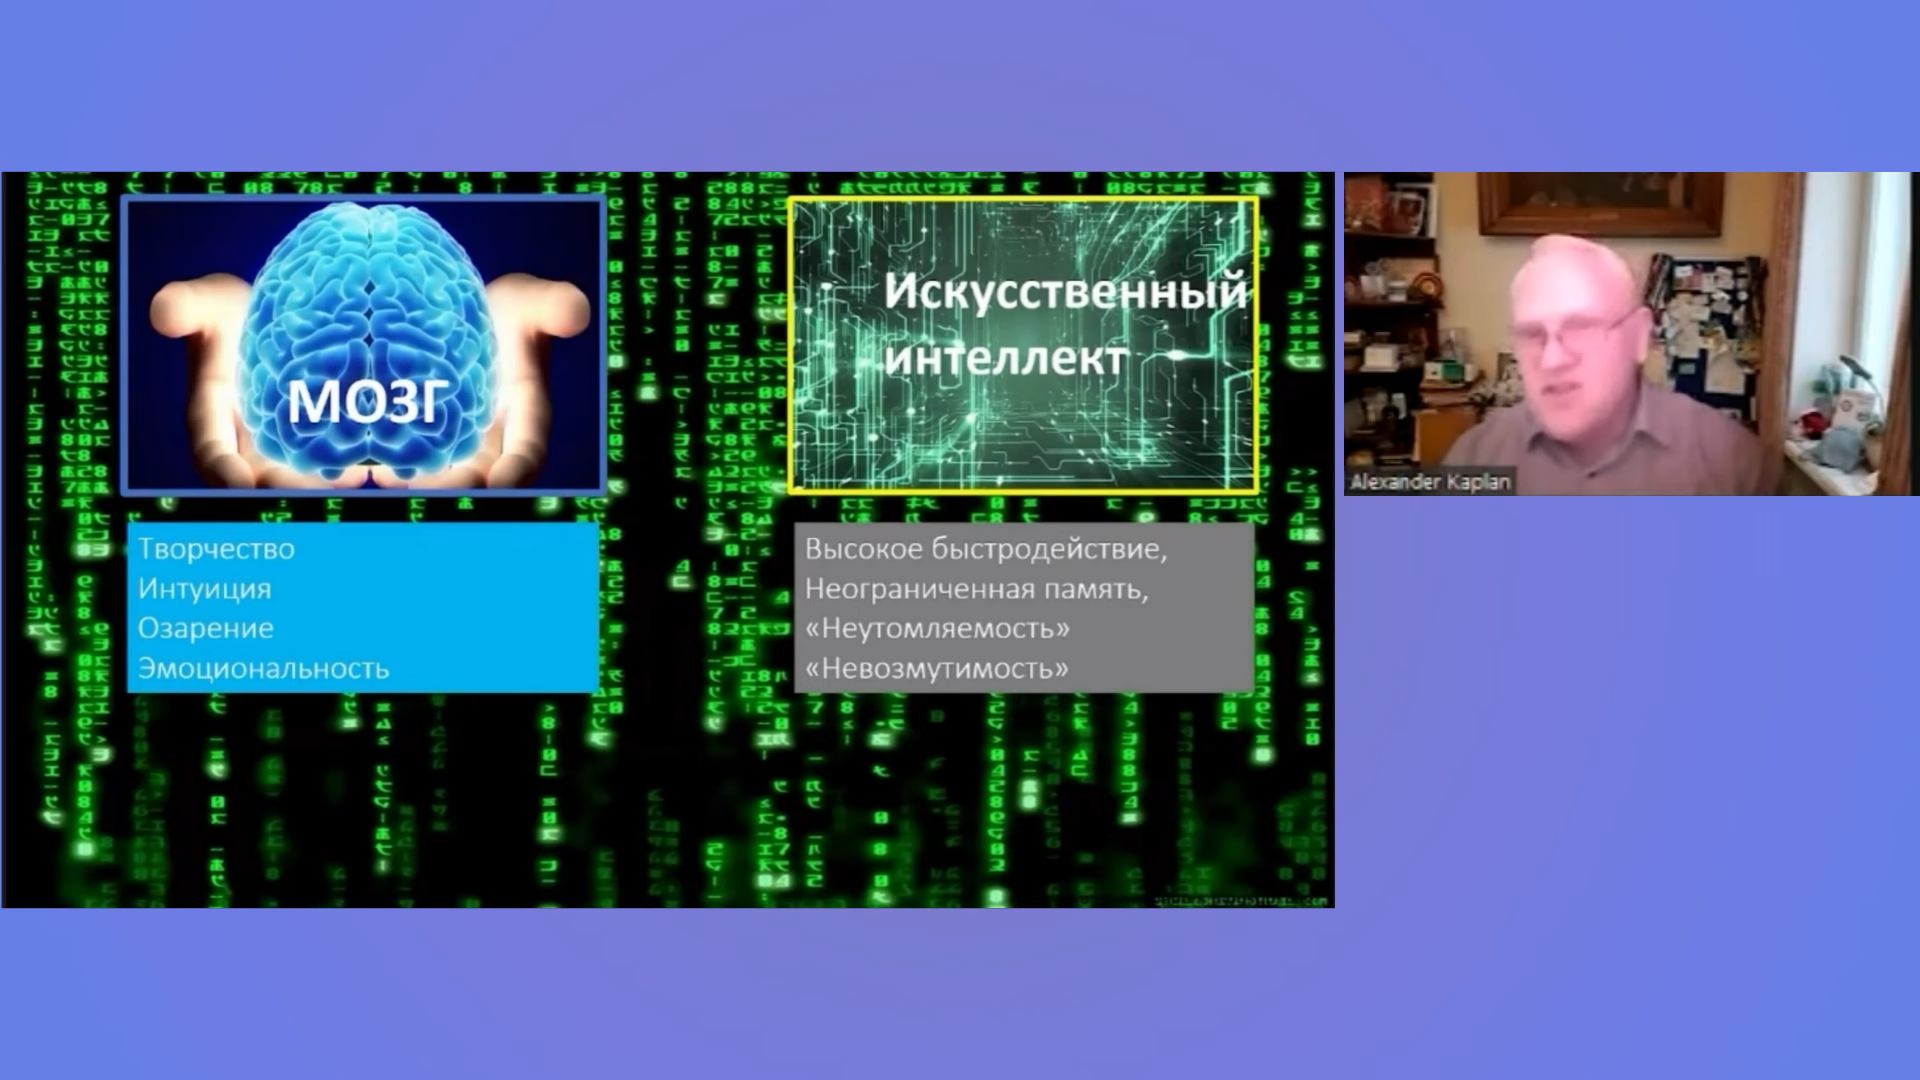 МОЗГ
Искусственный
интеллект
Творчество
Интуиция
Озарение
Эмоциональность
Высокое быстродействие,
Неограниченная память,
«Неутомляемость»
«Невозмутимость»
Alexander Kaplan